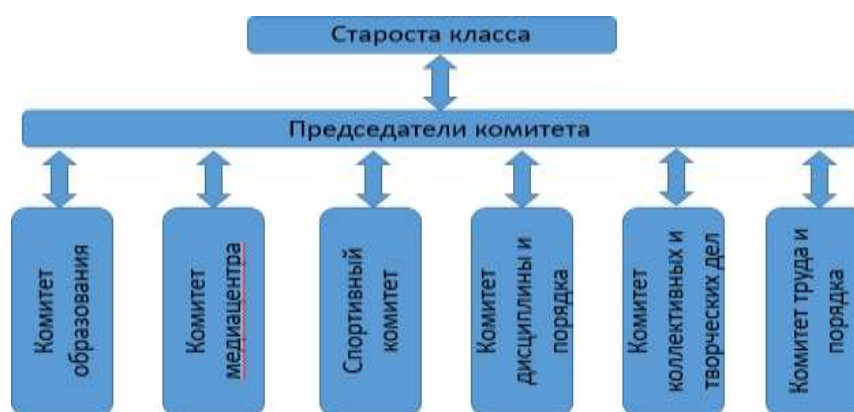 Староста класса
Председатели комитета
Комитет
образования
Комитет
медиацентра
Спортивный
комитет
Комитет
дисциплины и
порядка
Комитет
коллективных и
творческих дел
Комитет труда и
порядка